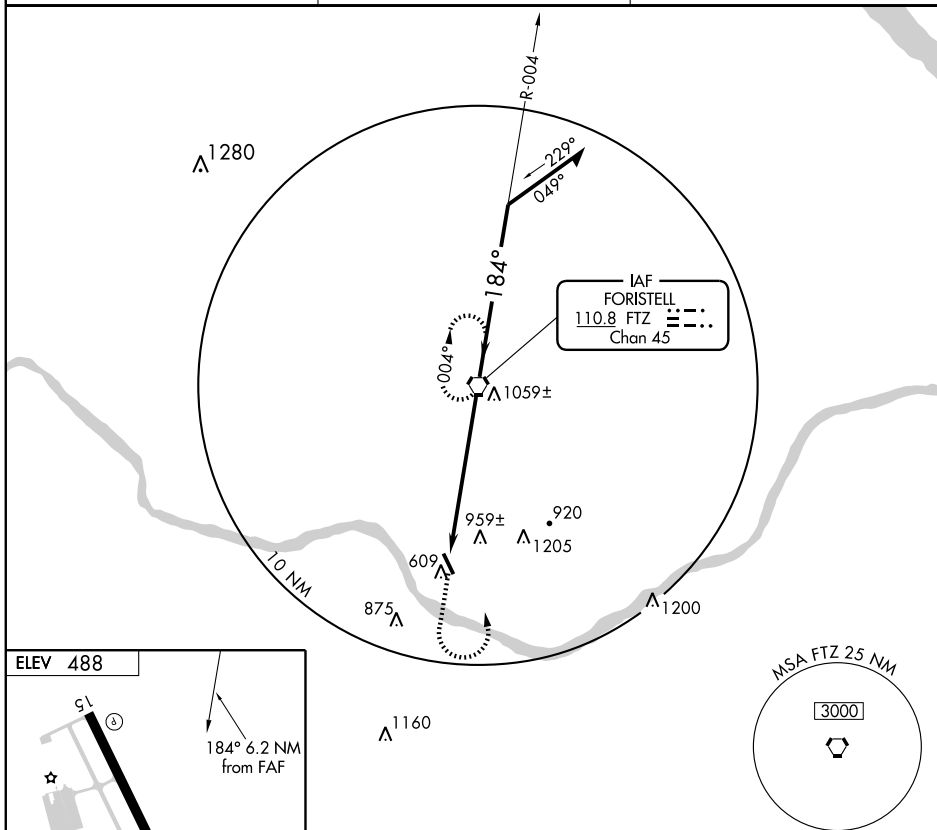 R-004
1280
229°
049°
184°
IAF
FORISTELL
110.8 FTZ
Chan 45
004°
1059±
959±
920
1205
609
10 NM
875
1200
ELEV 488
MSA FTZ 25 NM
3000
15
P
184° 6.2 NM
from FAF
1160